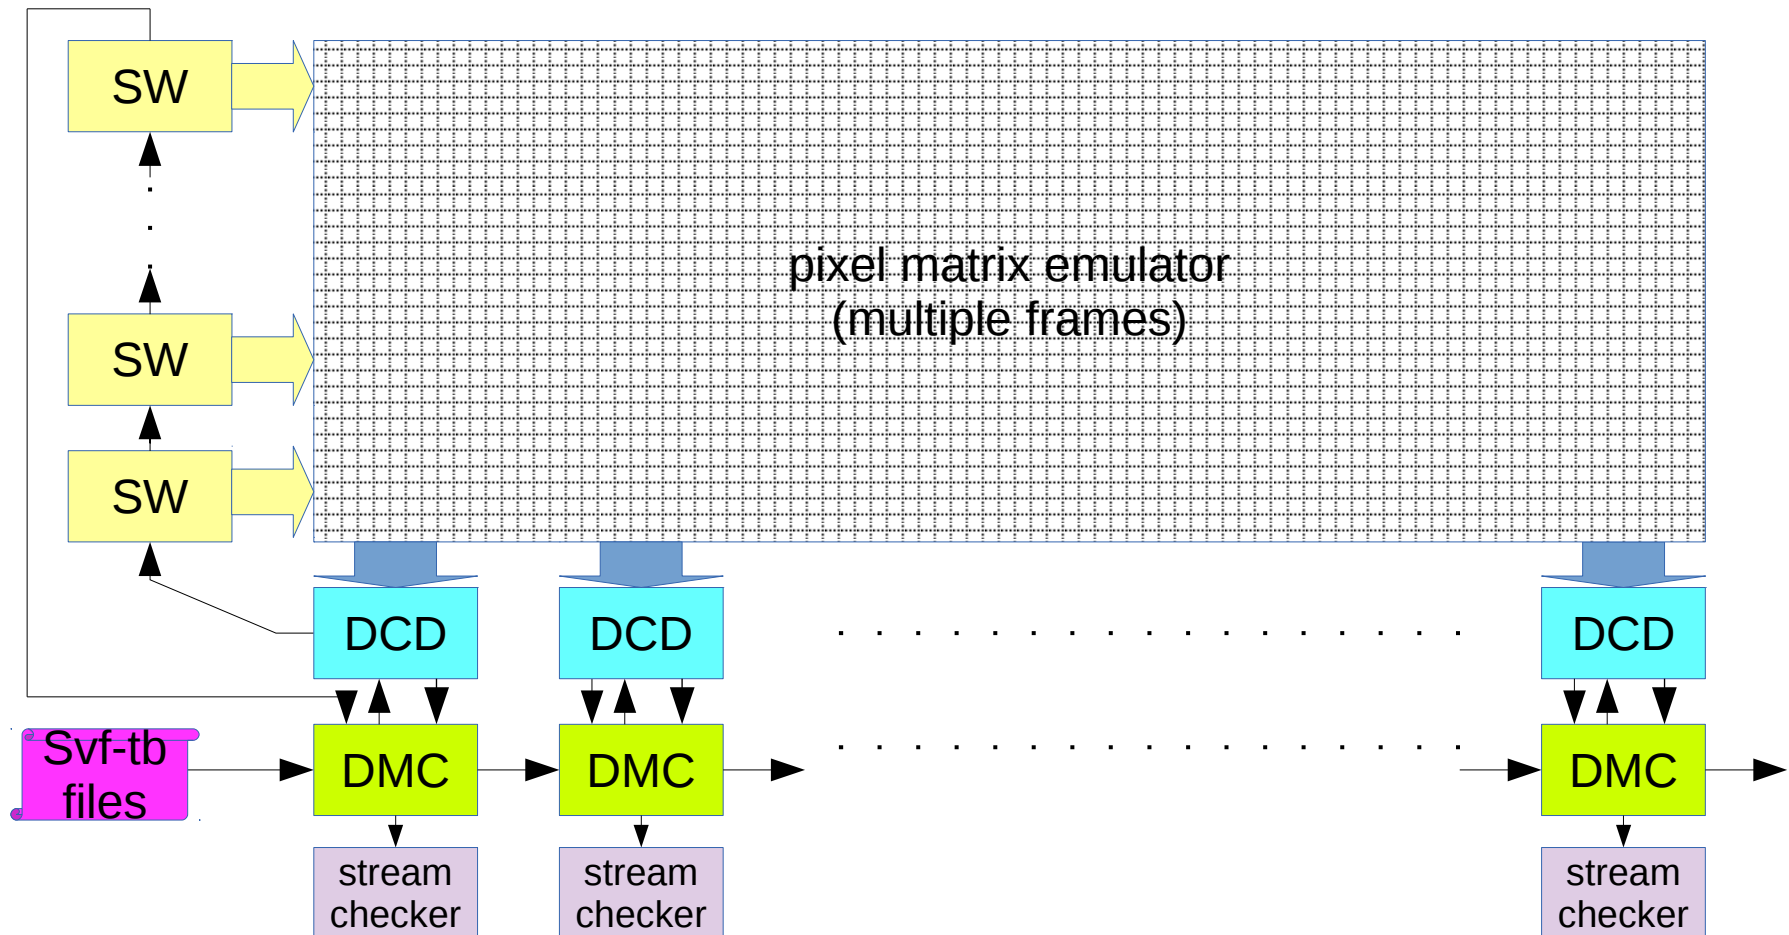 SW
pixel matrix emulator
(multiple frames)
SW
SW
DCD
DCD
DCD
Svf-tb
files
DMC
DMC
DMC
stream
checker
stream
checker
stream
checker